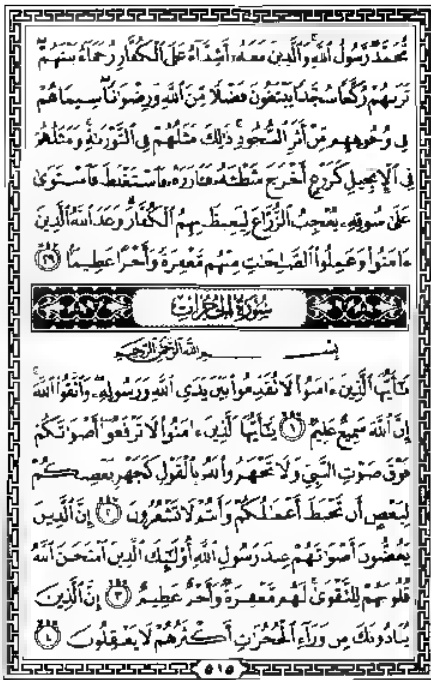 مُّحَمَّدٌ رَّسُولُ ٱللَّهِ وَٱلَّذِينَ مَعَهُۥٓ أَشِدَّآءُ عَلَى ٱلْكُفَّارِ رُحَمَآءُ بَيْنَهُمْ
تَرَىٰهُمْ رُكَّعًا سُجَّدًا يَبْتَغُونَ فَضْلًا مِّنَ ٱللَّهِ وَرِضْوَٰنًا سِيمَاهُمْ
فِى وُجُوهِهِم مِّنْ أَثَرِ ٱلسُّجُودِ ذَٰلِكَ مَثَلُهُمْ فِى ٱلتَّوْرَىٰةِ وَمَثَلُهُمْ
فِى ٱلْإِنجِيلِ كَزَرْعٍ أَخْرَجَ شَطْـَٔهُۥ فَـَٔازَرَهُۥ فَٱسْتَغْلَظَ فَٱسْتَوَىٰ
عَلَىٰ سُوقِهِۦ يُعْجِبُ ٱلزُّرَّاعَ لِيَغِيظَ بِهِمُ ٱلْكُفَّارَ وَعَدَ ٱللَّهُ ٱلَّذِينَ
ءَامَنُوا۟ وَعَمِلُوا۟ ٱلصَّٰلِحَٰتِ مِنْهُم مَّغْفِرَةً وَأَجْرًا عَظِيمًۢا ٢٩
سُورَةُ الحُجُرَاتِ
بِسْمِ ٱللَّهِ ٱلرَّحْمَٰنِ ٱلرَّحِيمِ
يَٰٓأَيُّهَا ٱلَّذِينَ ءَامَنُوا۟ لَا تُقَدِّمُوا۟ بَيْنَ يَدَىِ ٱللَّهِ وَرَسُولِهِۦ وَٱتَّقُوا۟ ٱللَّهَ
إِنَّ ٱللَّهَ سَمِيعٌ عَلِيمٌ ١ يَٰٓأَيُّهَا ٱلَّذِينَ ءَامَنُوا۟ لَا تَرْفَعُوٓا۟ أَصْوَٰتَكُمْ
فَوْقَ صَوْتِ ٱلنَّبِىِّ وَلَا تَجْهَرُوا۟ لَهُۥ بِٱلْقَوْلِ كَجَهْرِ بَعْضِكُمْ
لِبَعْضٍ أَن تَحْبَطَ أَعْمَٰلُكُمْ وَأَنتُمْ لَا تَشْعُرُونَ ٢ إِنَّ ٱلَّذِينَ
يَغُضُّونَ أَصْوَٰتَهُمْ عِندَ رَسُولِ ٱللَّهِ أُو۟لَٰٓئِكَ ٱلَّذِينَ ٱمْتَحَنَ ٱللَّهُ
قُلُوبَهُمْ لِلتَّقْوَىٰ لَهُم مَّغْفِرَةٌ وَأَجْرٌ عَظِيمٌ ٣ إِنَّ ٱلَّذِينَ
يُنَادُونَكَ مِن وَرَآءِ ٱلْحُجُرَٰتِ أَكْثَرُهُمْ لَا يَعْقِلُونَ ٤
٥١٥